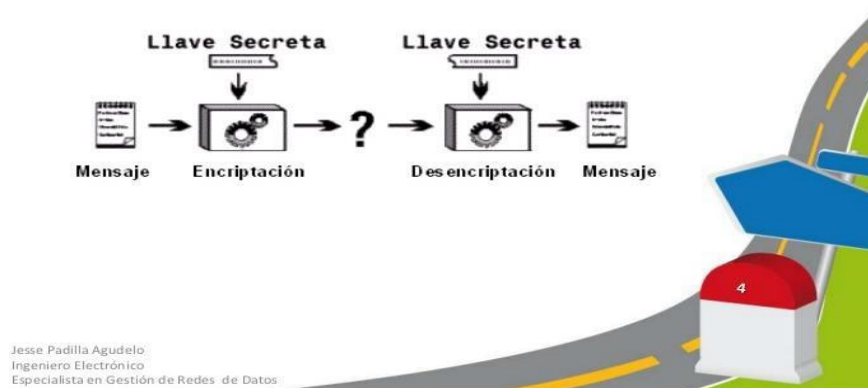 Llave Secreta Llave Secreta
?
Mensaje Encriptación Desencriptación Mensaje
4
Jesse Padilla Agudelo
Ingeniero Electrónico
Especialista en Gestión de Redes de Datos